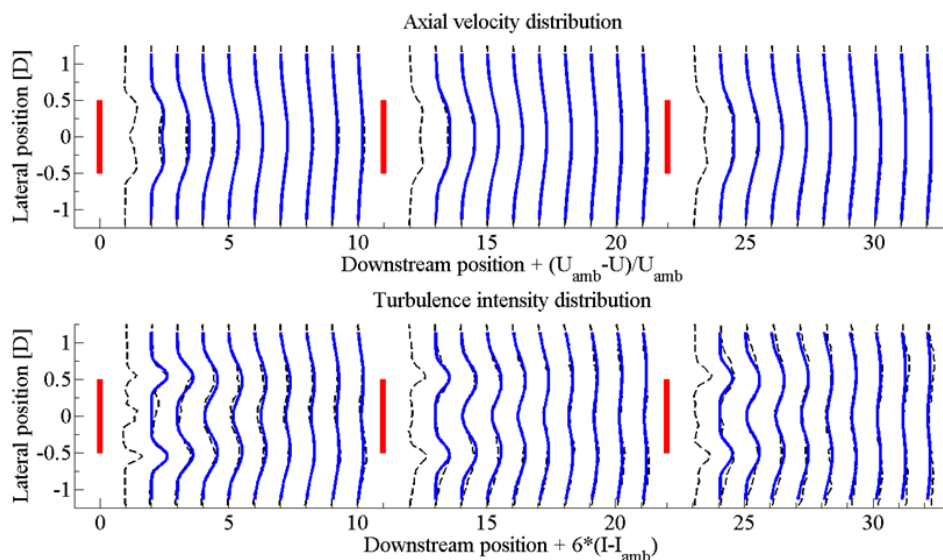 Axial velocity distribution
Lateral position [D]
1
0.5
0
-0.5
-1
0 5 10 15 20 25 30
Downstream position + (U_amb-U)/U_amb
Turbulence intensity distribution
Lateral position [D]
1
0.5
0
-0.5
-1
0 5 10 15 20 25 30
Downstream position + 6*(I-I_amb)